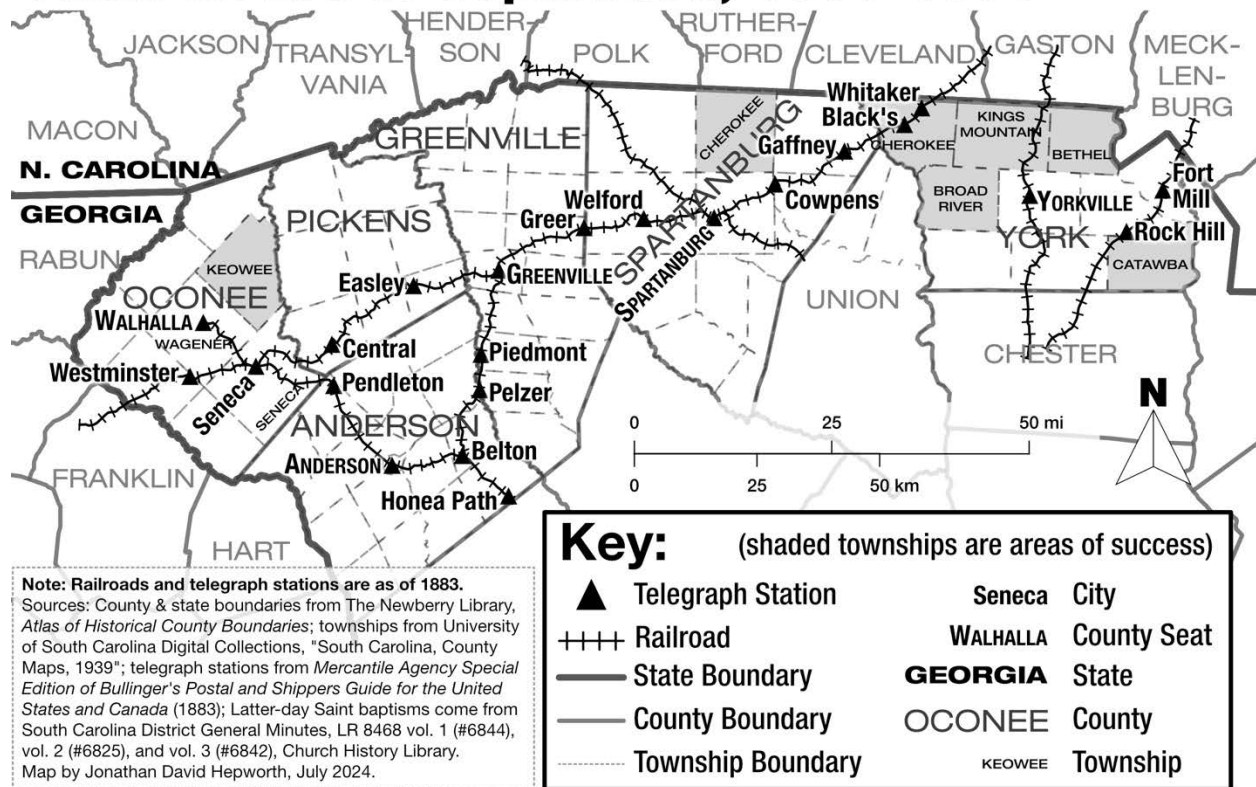 JACKSON
TRANSYL-
VANIA
HENDER-
SON
POLK
RUTHER-
FORD
CLEVELAND
GASTON
MECK-
LEN-
BURG
MACON
N. CAROLINA
GEORGIA
RABUN
GREENVILLE
PICKENS
KEOWEE
OCONEE
WALHALLA
WAGENER
Westminster
Seneca
SENECA
Easley
Central
Pendleton
ANDERSON
ANDERSON
Belton
Honea Path
Piedmont
Pelzer
GREENVILLE
Greer
Welford
SPARTANBURG
SPARTANBURG
CHEROKEE
Cowpens
Gaffney
Black's
Whitaker
CHEROKEE
KINGS
MOUNTAIN
BETHEL
BROAD
RIVER
YORKVILLE
YORK
Fort
Mill
Rock Hill
CATAWBA
UNION
CHESTER
FRANKLIN
HART
N
0 25 50 mi
0 25 50 km
Note: Railroads and telegraph stations are as of 1883.
Sources: County & state boundaries from The Newberry Library,
Atlas of Historical County Boundaries; townships from University
of South Carolina Digital Collections, "South Carolina, County
Maps, 1939"; telegraph stations from Mercantile Agency Special
Edition of Bullinger's Postal and Shippers Guide for the United
States and Canada (1883); Latter-day Saint baptisms come from
South Carolina District General Minutes, LR 8468 vol. 1 (#6844),
vol. 2 (#6825), and vol. 3 (#6842), Church History Library.
Map by Jonathan David Hepworth, July 2024.
Key: (shaded townships are areas of success)
Telegraph Station
Railroad
State Boundary
County Boundary
Township Boundary
Seneca City
WALHALLA County Seat
GEORGIA State
OCONEE County
KEOWEE Township